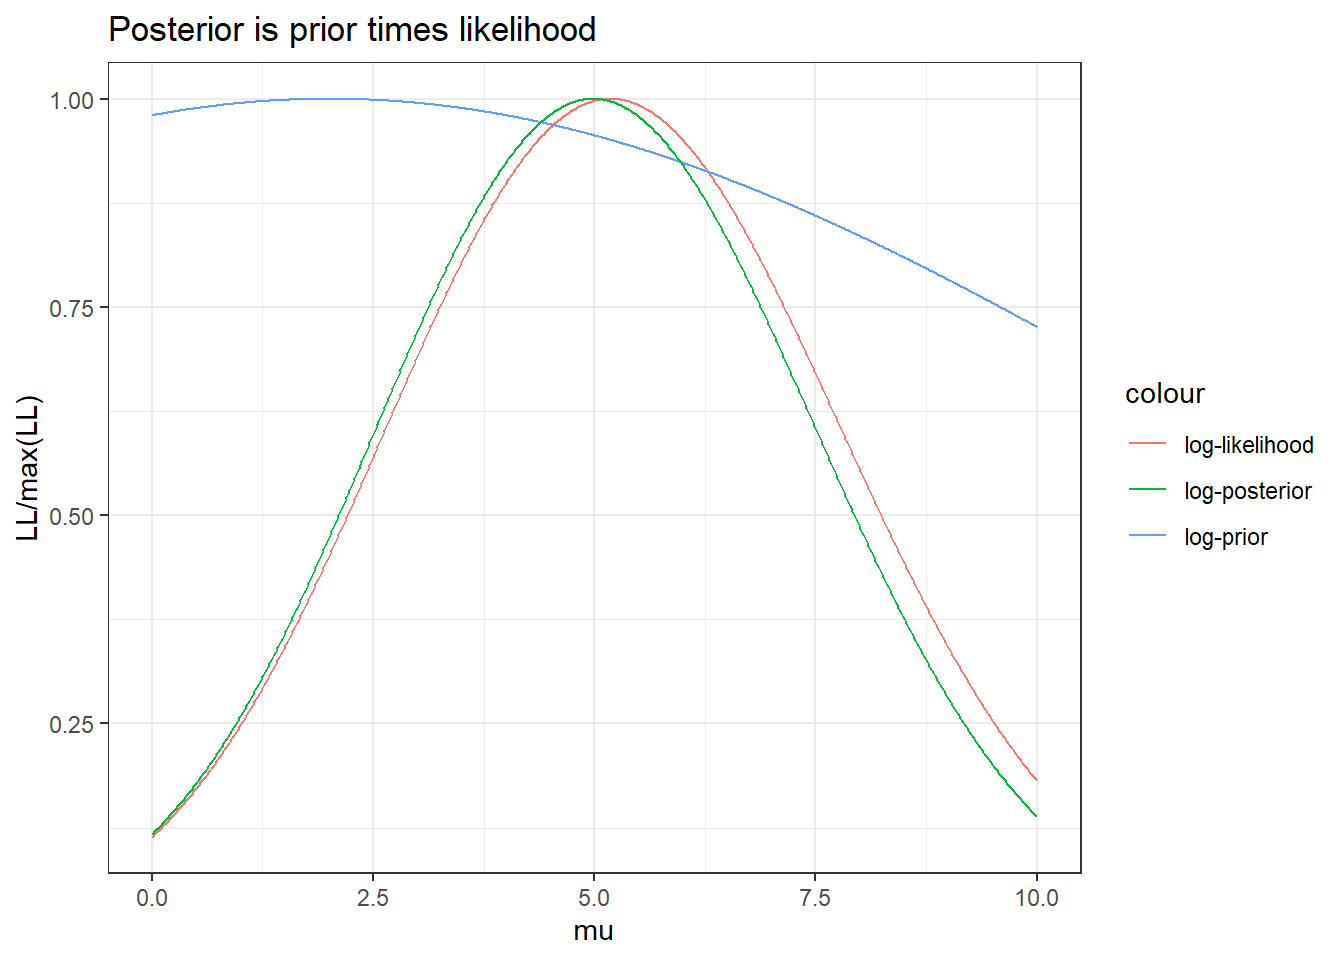 Posterior is prior times likelihood
LL/max(LL)
1.00
0.75
0.50
0.25
0.0
2.5
5.0
7.5
10.0
mu
colour
log-likelihood
log-posterior
log-prior